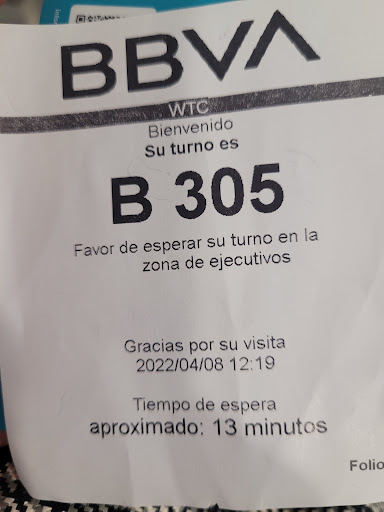 BBVA
WTC
Bienvenido
Su turno es
B 305
Favor de esperar su turno en la
zona de ejecutivos
Gracias por su visita
2022/04/08 12:19
Tiempo de espera
aproximado: 13 minutos
Folio